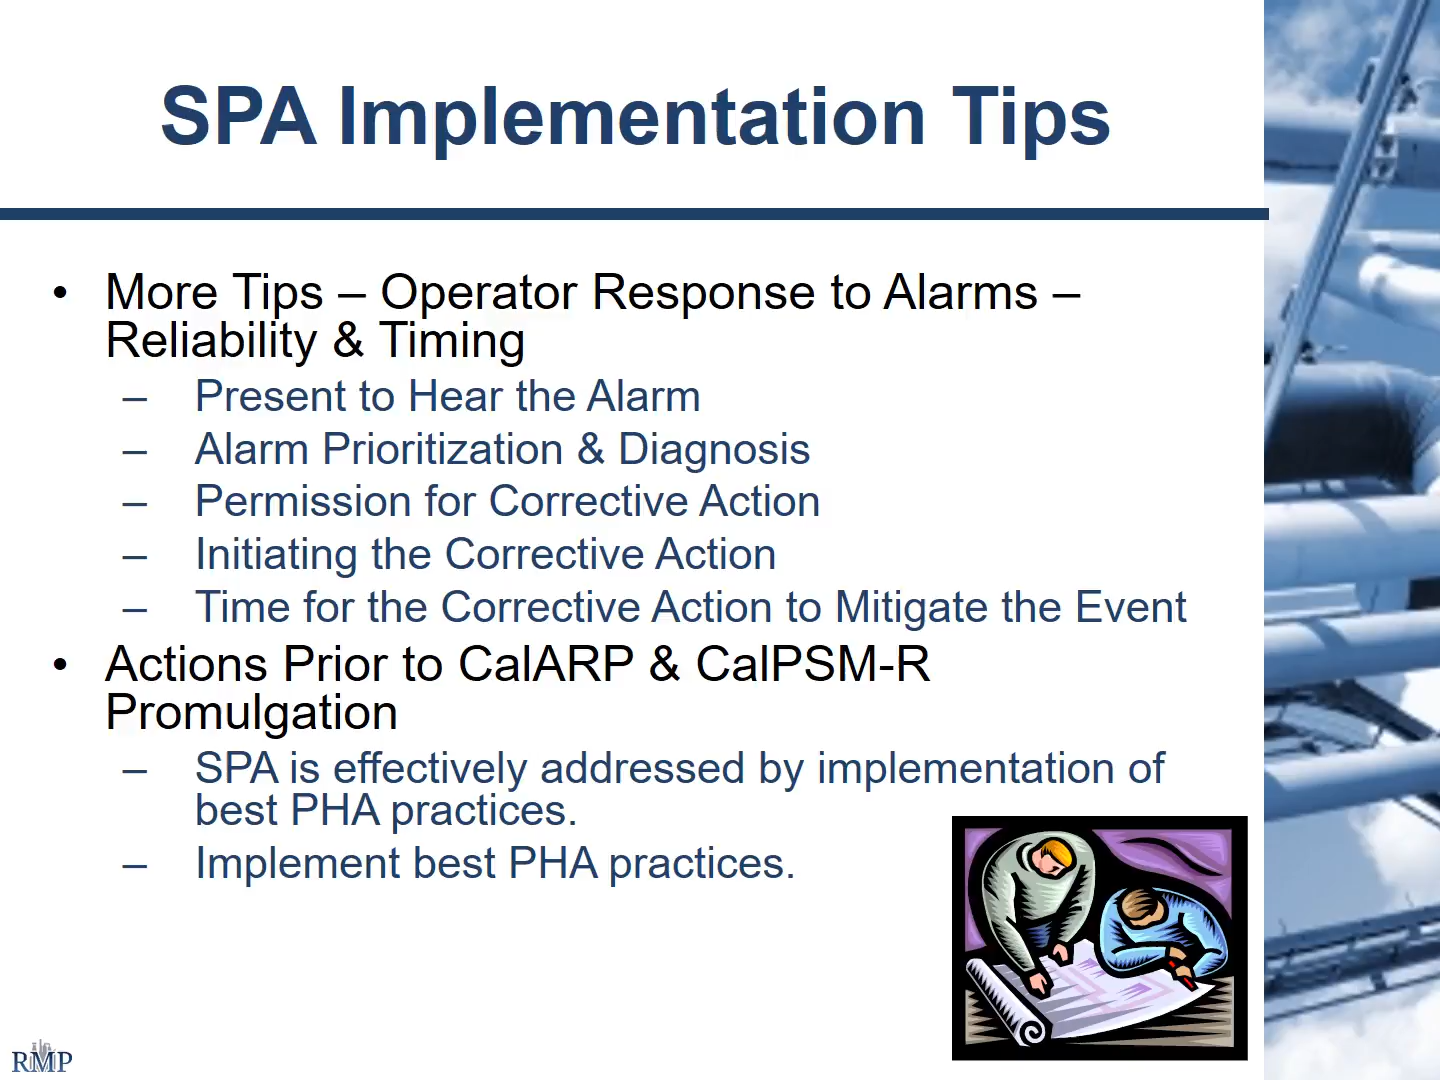 SPA Implementation Tips
• More Tips – Operator Response to Alarms –
Reliability & Timing
– Present to Hear the Alarm
– Alarm Prioritization & Diagnosis
– Permission for Corrective Action
– Initiating the Corrective Action
– Time for the Corrective Action to Mitigate the Event
• Actions Prior to CalARP & CalPSM-R
Promulgation
– SPA is effectively addressed by implementation of
best PHA practices.
– Implement best PHA practices.
RMP